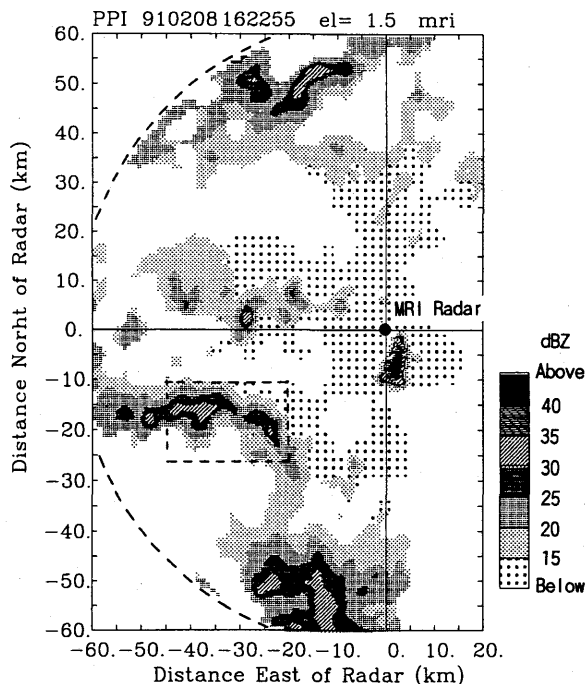 PPI 910208162255 el= 1.5 mri
60.
50.
40.
30.
20.
10.
0.
-10.
-20.
-30.
-40.
-50.
-60.
-60. -50. -40. -30. -20. -10. 0. 10. 20.
Distance Norht of Radar (km)
Distance East of Radar (km)
MRI Radar
dBZ
Above
40
35
30
25
20
15
Below